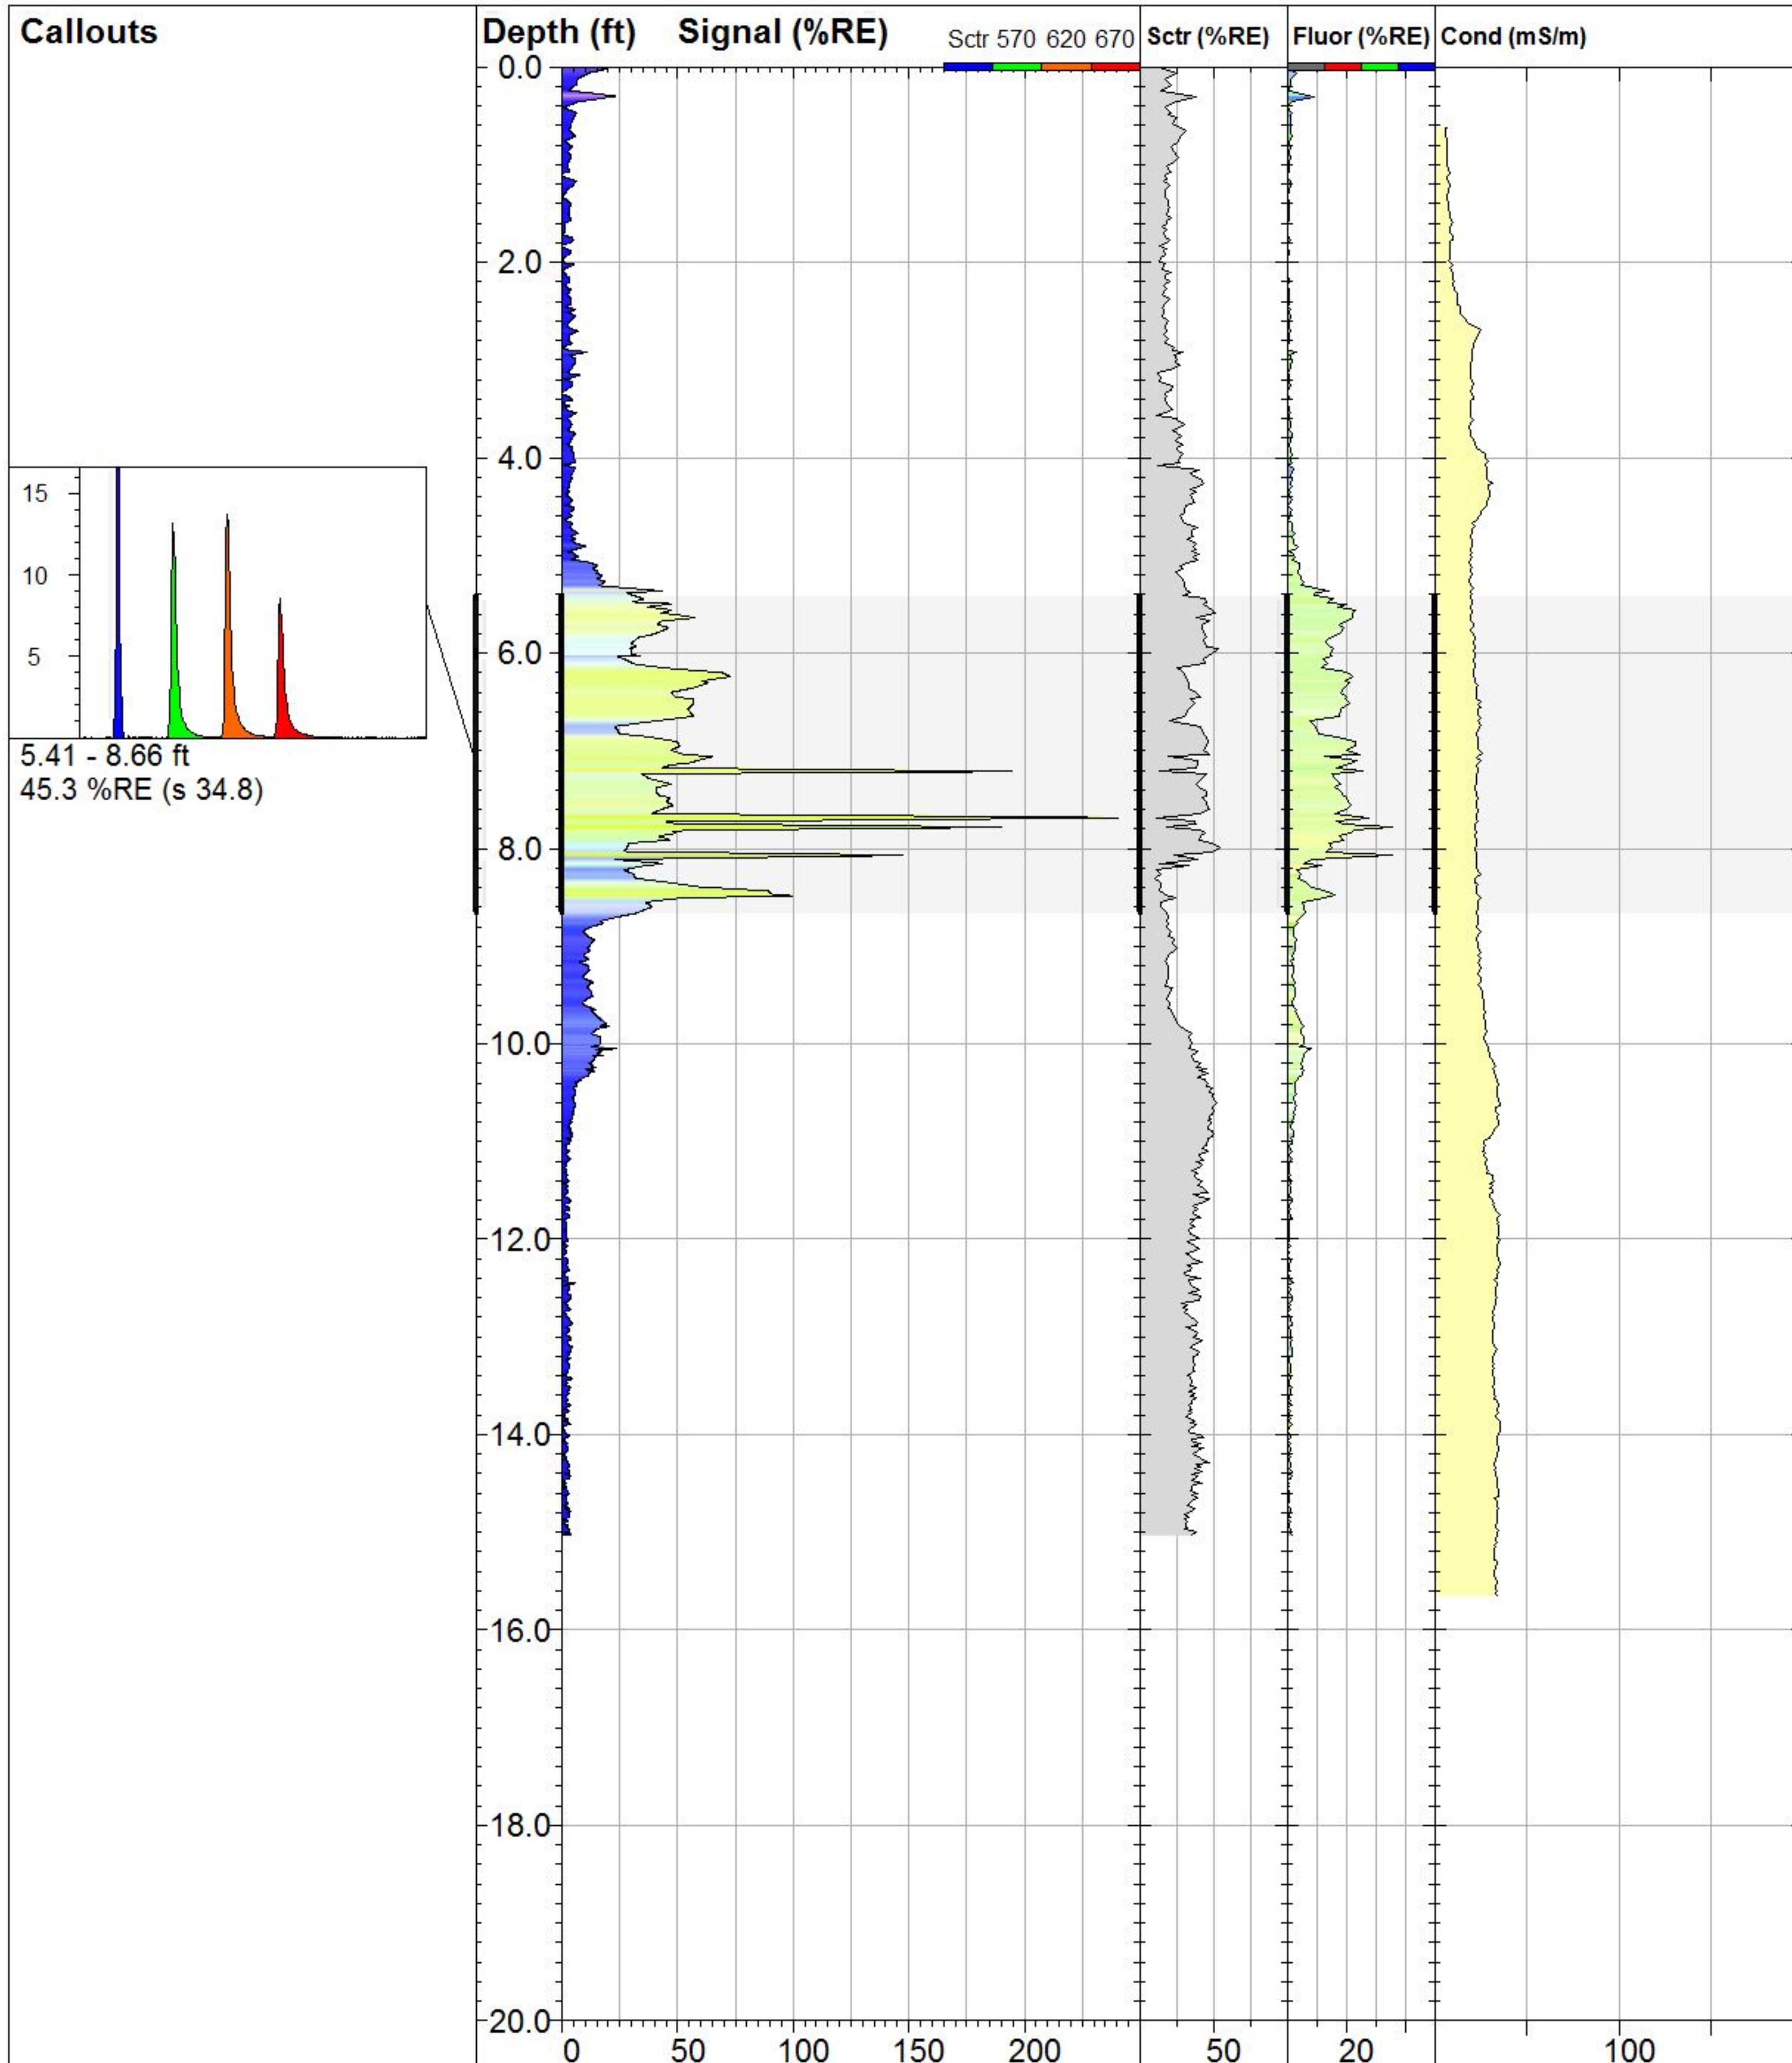 Callouts
Depth (ft) Signal (%RE) Sctr 570 620 670 Sctr (%RE) Fluor (%RE) Cond (mS/m)
0.0
2.0
4.0
15
10
5
5.41 - 8.66 ft
45.3 %RE (s 34.8)
6.0
8.0
10.0
12.0
14.0
16.0
18.0
20.0
0 50 100 150 200 50 20 100